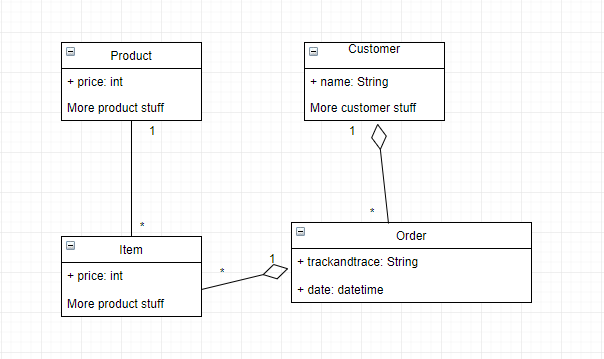 Product
+ price: int
More product stuff
1
*
Customer
+ name: String
More customer stuff
1
*
Item
+ price: int
More product stuff
*
1
Order
+ trackandtrace: String
+ date: datetime